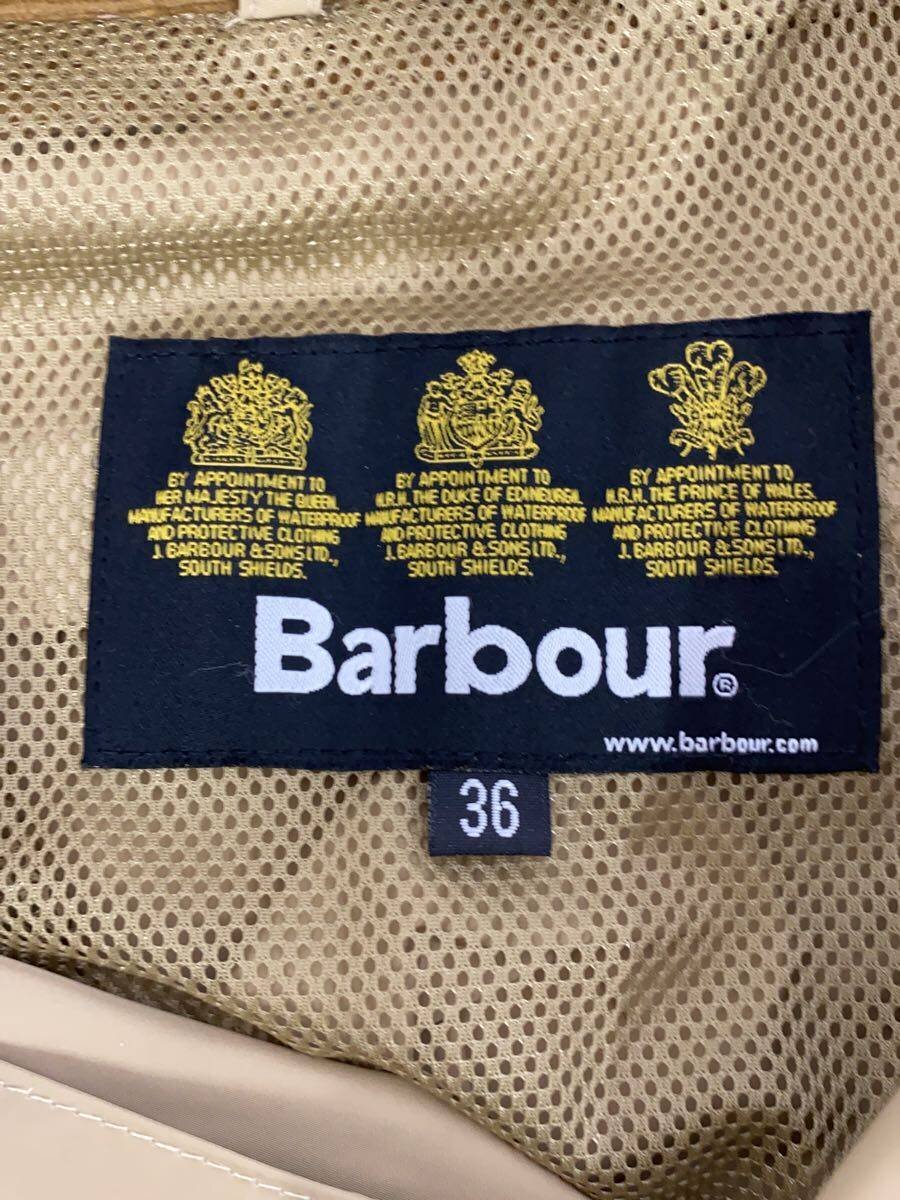 BY APPOINTMENT TO
HER MAJESTY THE QUEEN
MANUFACTURERS OF WATERPROOF
AND PROTECTIVE CLOTHING
J. BARBOUR & SONS LTD.,
SOUTH SHIELDS.
BY APPOINTMENT TO
H.R.H. THE DUKE OF EDINBURGH
MANUFACTURERS OF WATERPROOF
AND PROTECTIVE CLOTHING
J. BARBOUR & SONS LTD.,
SOUTH SHIELDS.
BY APPOINTMENT TO
H.R.H. THE PRINCE OF WALES.
MANUFACTURERS OF WATERPROOF
AND PROTECTIVE CLOTHING
J. BARBOUR & SONS LTD.,
SOUTH SHIELDS.
Barbour®
www.barbour.com
36